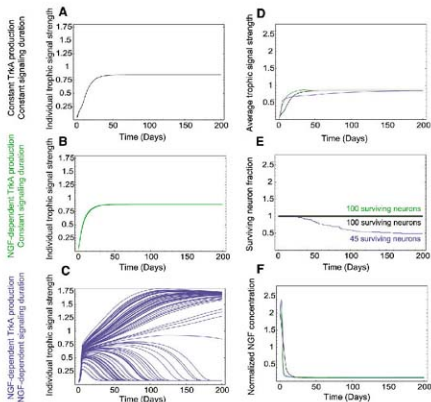 A
Constant TrkA production
Constant signaling duration
Individual trophic signal strength
1.75
1.5
1.25
1
0.75
0.5
0.25
0 50 100 150 200
Time (Days)
B
NGF-dependent TrkA production
Constant signaling duration
Individual trophic signal strength
1.75
1.5
1.25
1
0.75
0.5
0.25
0 50 100 150 200
Time (Days)
C
NGF-dependent TrkA production
NGF-dependent signaling duration
Individual trophic signal strength
1.75
1.5
1.25
1
0.75
0.5
0.25
0 50 100 150 200
Time (Days)
D
Average trophic signal strength
2.5
2
1.5
1
0.5
0 50 100 150 200
Time (Days)
E
Surviving neuron fraction
2.5
2
1.5
1
0.5
100 surviving neurons
100 surviving neurons
45 surviving neurons
0 50 100 150 200
Time (Days)
F
Normalized NGF concentration
2.5
2
1.5
1
0.5
0 50 100 150 200
Time (Days)